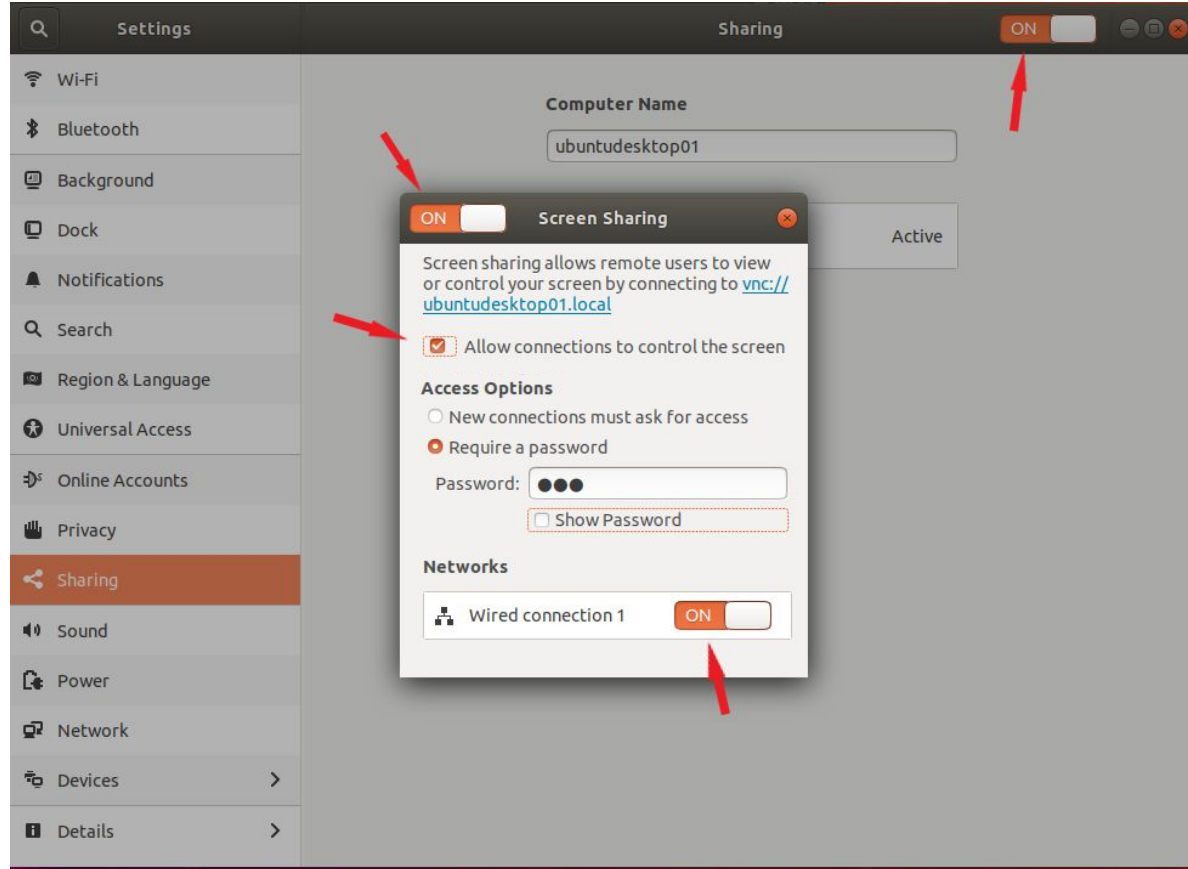 Settings
Sharing
ON
Wi-Fi
Bluetooth
Background
Dock
Notifications
Search
Region & Language
Universal Access
Online Accounts
Privacy
Sharing
Sound
Power
Network
Devices
Details
Computer Name
ubuntudesktop01
Active
ON
Screen Sharing
Screen sharing allows remote users to view
or control your screen by connecting to vnc://
ubuntudesktop01.local
Allow connections to control the screen
Access Options
New connections must ask for access
Require a password
Password: ●●●
Show Password
Networks
Wired connection 1
ON